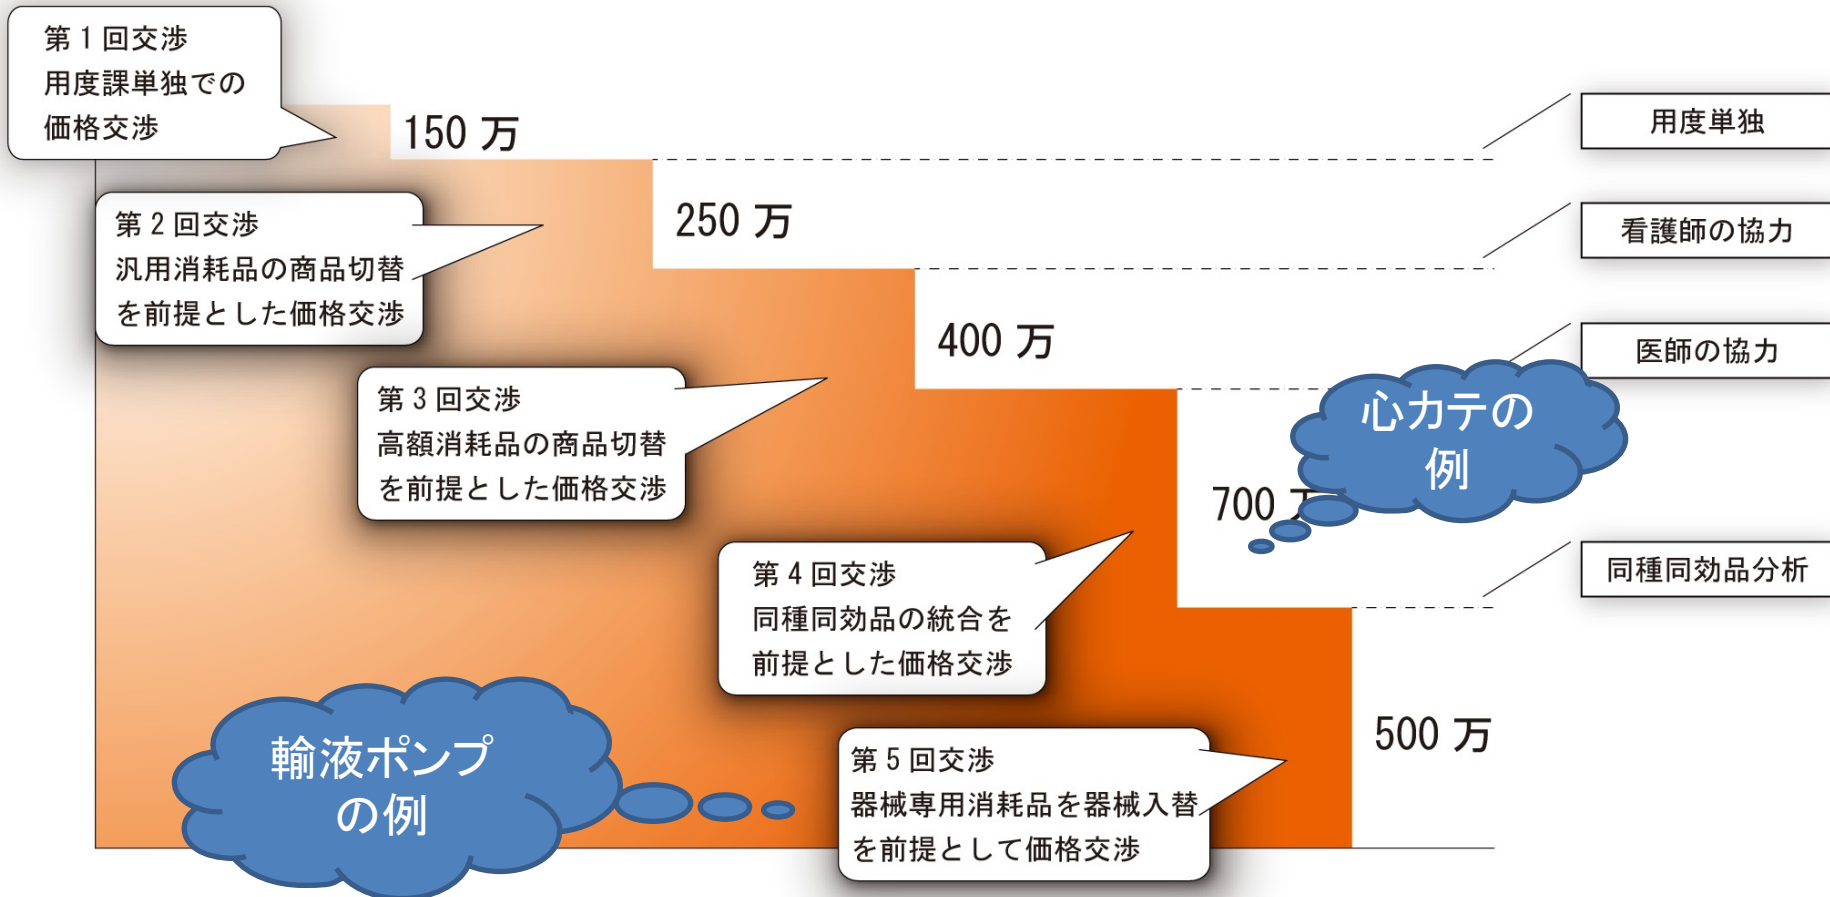 第1回交渉
用度課単独での
価格交渉
150 万
用度単独
第2回交渉
汎用消耗品の商品切替
を前提とした価格交渉
250 万
看護師の協力
第3回交渉
高額消耗品の商品切替
を前提とした価格交渉
400 万
医師の協力
心カテの
例
700 万
第4回交渉
同種同効品の統合を
前提とした価格交渉
同種同効品分析
輸液ポンプ
の例
第5回交渉
器械専用消耗品を器械入替
を前提として価格交渉
500 万